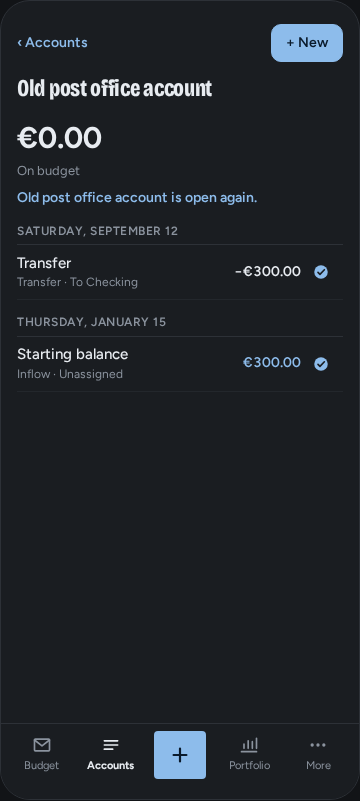 ‹ Accounts
+ New
Old post office account
€0.00
On budget
Old post office account is open again.
SATURDAY, SEPTEMBER 12
Transfer
−€300.00
Transfer · To Checking
THURSDAY, JANUARY 15
Starting balance
€300.00
Inflow · Unassigned
Budget
Accounts
+
Portfolio
More